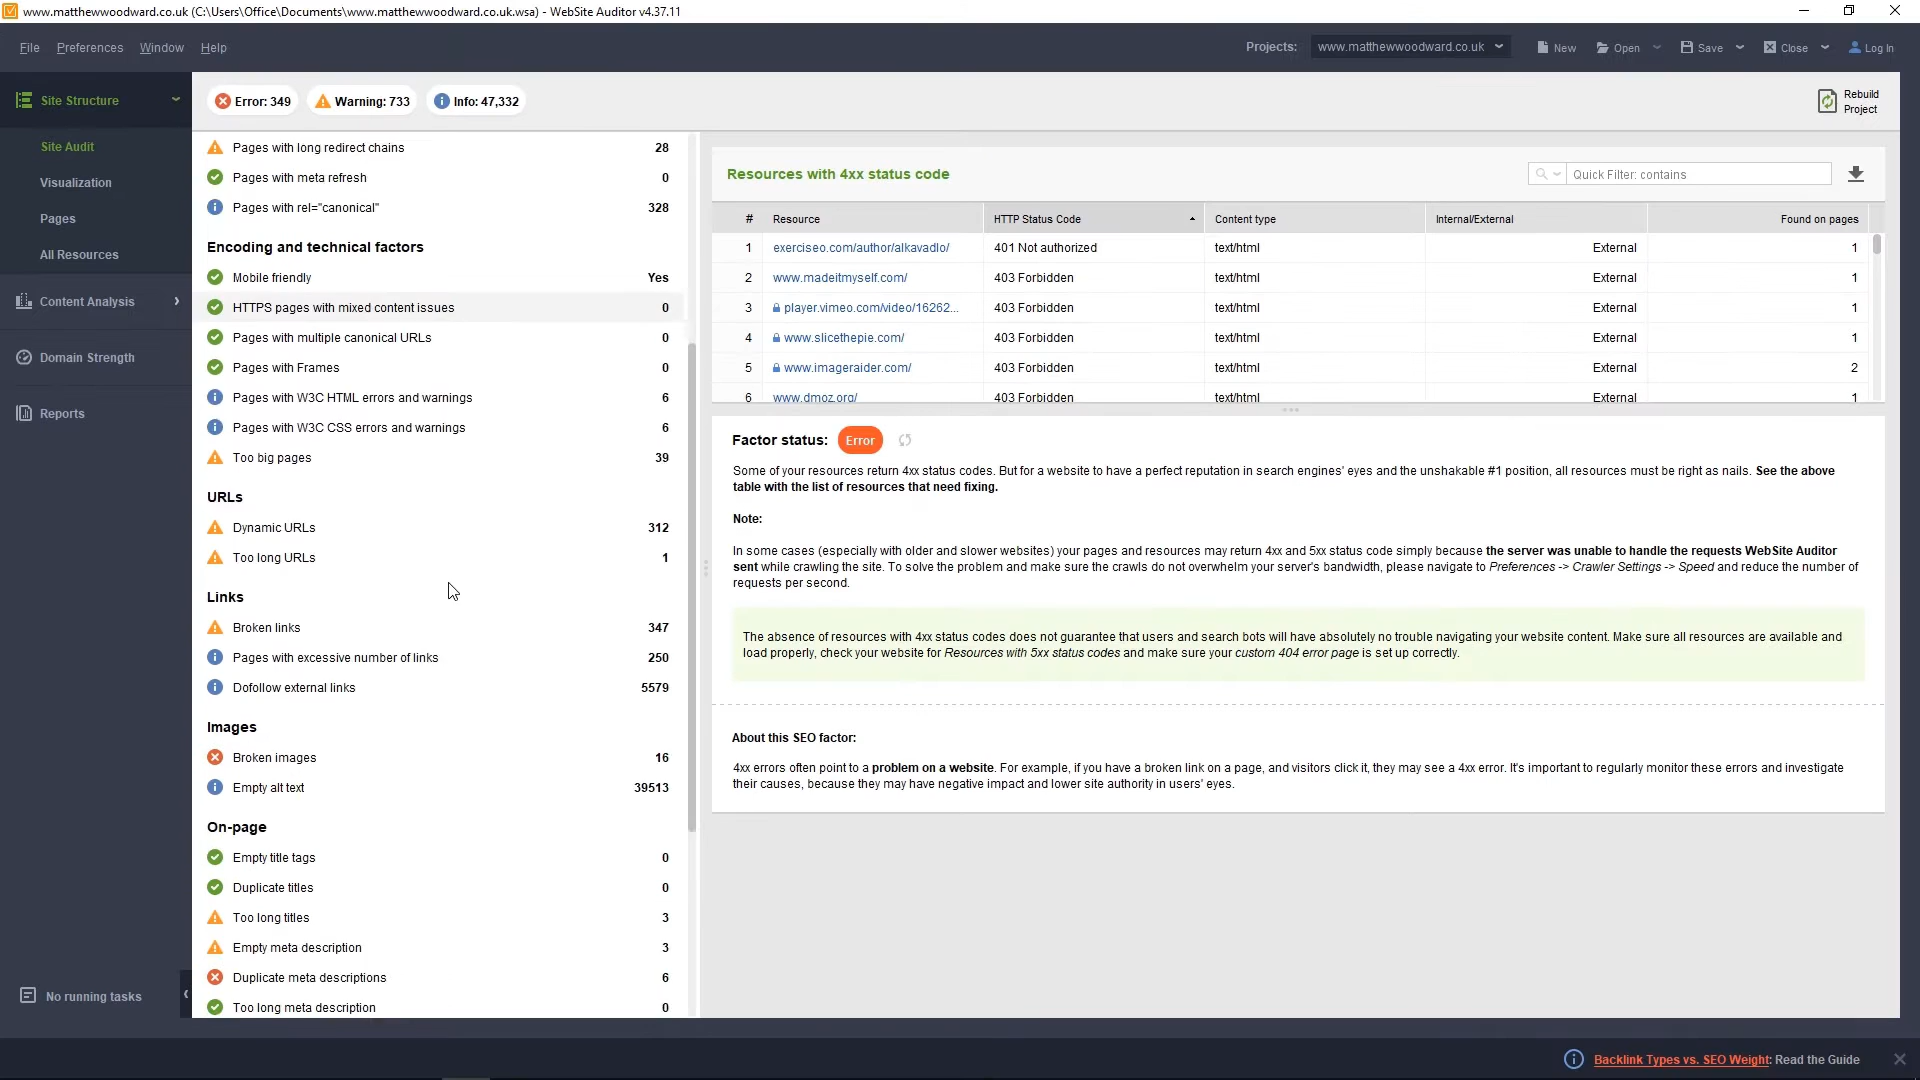 www.matthewwoodward.co.uk (C:\Users\Office\Documents\www.matthewwoodward.co.uk.wsa) - WebSite Auditor v4.37.11
File Preferences Window Help
Projects: www.matthewwoodward.co.uk New Open Save Close Log In
Site Structure
Site Audit
Visualization
Pages
All Resources
Content Analysis
Domain Strength
Reports
No running tasks
Error: 349 Warning: 733 Info: 47,332
Rebuild
Project
Pages with long redirect chains 28
Pages with meta refresh 0
Pages with rel="canonical" 328
Encoding and technical factors
Mobile friendly Yes
HTTPS pages with mixed content issues 0
Pages with multiple canonical URLs 0
Pages with Frames 0
Pages with W3C HTML errors and warnings 6
Pages with W3C CSS errors and warnings 6
Too big pages 39
URLs
Dynamic URLs 312
Too long URLs 1
Links
Broken links 347
Pages with excessive number of links 250
Dofollow external links 5579
Images
Broken images 16
Empty alt text 39513
On-page
Empty title tags 0
Duplicate titles 0
Too long titles 3
Empty meta description 3
Duplicate meta descriptions 6
Too long meta description 0
Resources with 4xx status code
Quick Filter: contains
# Resource HTTP Status Code Content type Internal/External Found on pages
1 exerciseo.com/author/alkavadlo/ 401 Not authorized text/html External 1
2 www.madeitmyself.com/ 403 Forbidden text/html External 1
3 player.vimeo.com/video/16262... 403 Forbidden text/html External 1
4 www.slicethepie.com/ 403 Forbidden text/html External 1
5 www.imageraider.com/ 403 Forbidden text/html External 2
6 www.dmoz.org/ 403 Forbidden text/html External 1
Factor status: Error
Some of your resources return 4xx status codes. But for a website to have a perfect reputation in search engines' eyes and the unshakable #1 position, all resources must be right as nails. See the above
table with the list of resources that need fixing.
Note:
In some cases (especially with older and slower websites) your pages and resources may return 4xx and 5xx status code simply because the server was unable to handle the requests WebSite Auditor
sent while crawling the site. To solve the problem and make sure the crawls do not overwhelm your server's bandwidth, please navigate to Preferences -> Crawler Settings -> Speed and reduce the number of
requests per second.
The absence of resources with 4xx status codes does not guarantee that users and search bots will have absolutely no trouble navigating your website content. Make sure all resources are available and
load properly, check your website for Resources with 5xx status codes and make sure your custom 404 error page is set up correctly.
About this SEO factor:
4xx errors often point to a problem on a website. For example, if you have a broken link on a page, and visitors click it, they may see a 4xx error. It's important to regularly monitor these errors and investigate
their causes, because they may have negative impact and lower site authority in users' eyes.
Backlink Types vs. SEO Weight: Read the Guide